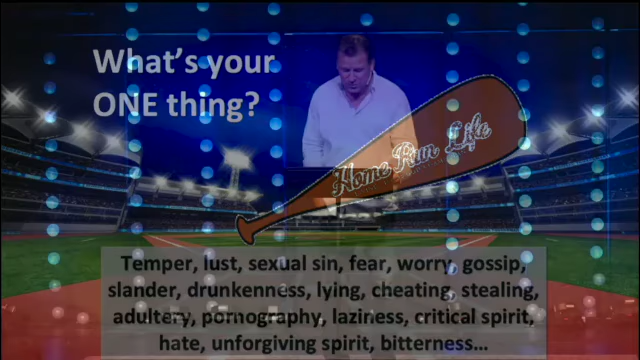 What's your
ONE thing?
Home Run Life
Temper, lust, sexual sin, fear, worry, gossip,
slander, drunkenness, lying, cheating, stealing,
adultery, pornography, laziness, critical spirit,
hate, unforgiving spirit, bitterness...